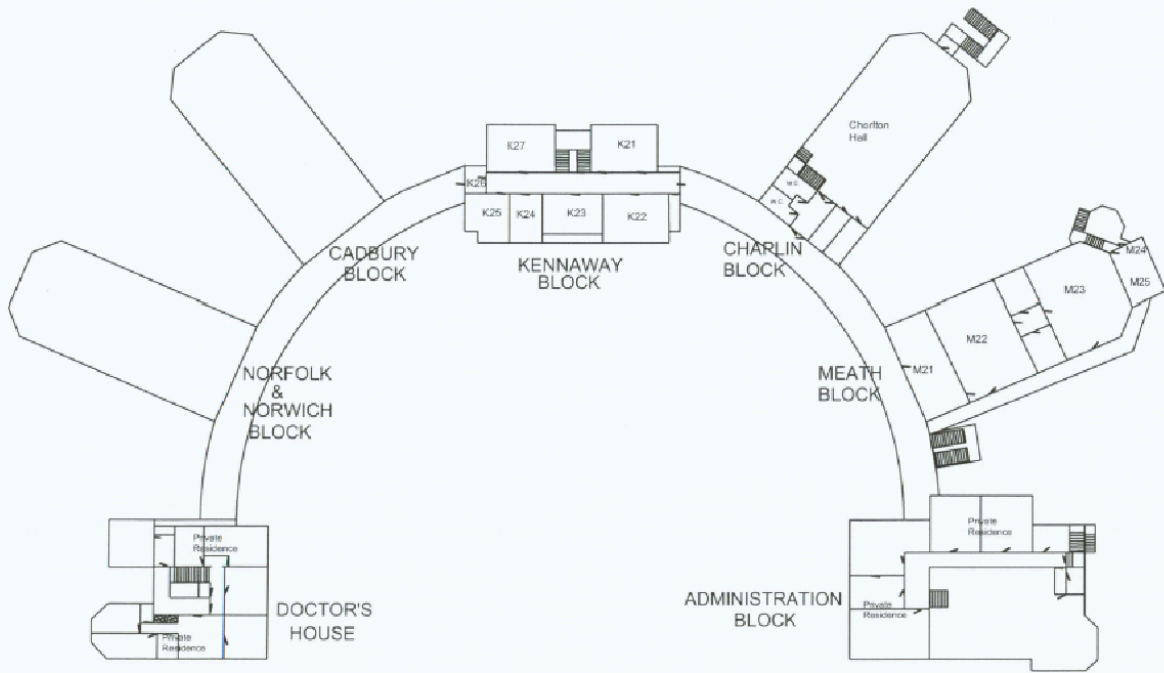 Chorlton
Hall
K27
K21
W.C.
W.C.
K26
K25
K24
K23
K22
CADBURY
BLOCK
KENNAWAY
BLOCK
CHAPLIN
BLOCK
M24
M25
M23
M22
M21
NORFOLK
&
NORWICH
BLOCK
MEATH
BLOCK
Private
Residence
Private
Residence
DOCTOR'S
HOUSE
ADMINISTRATION
BLOCK
Private
Residence
Private
Residence